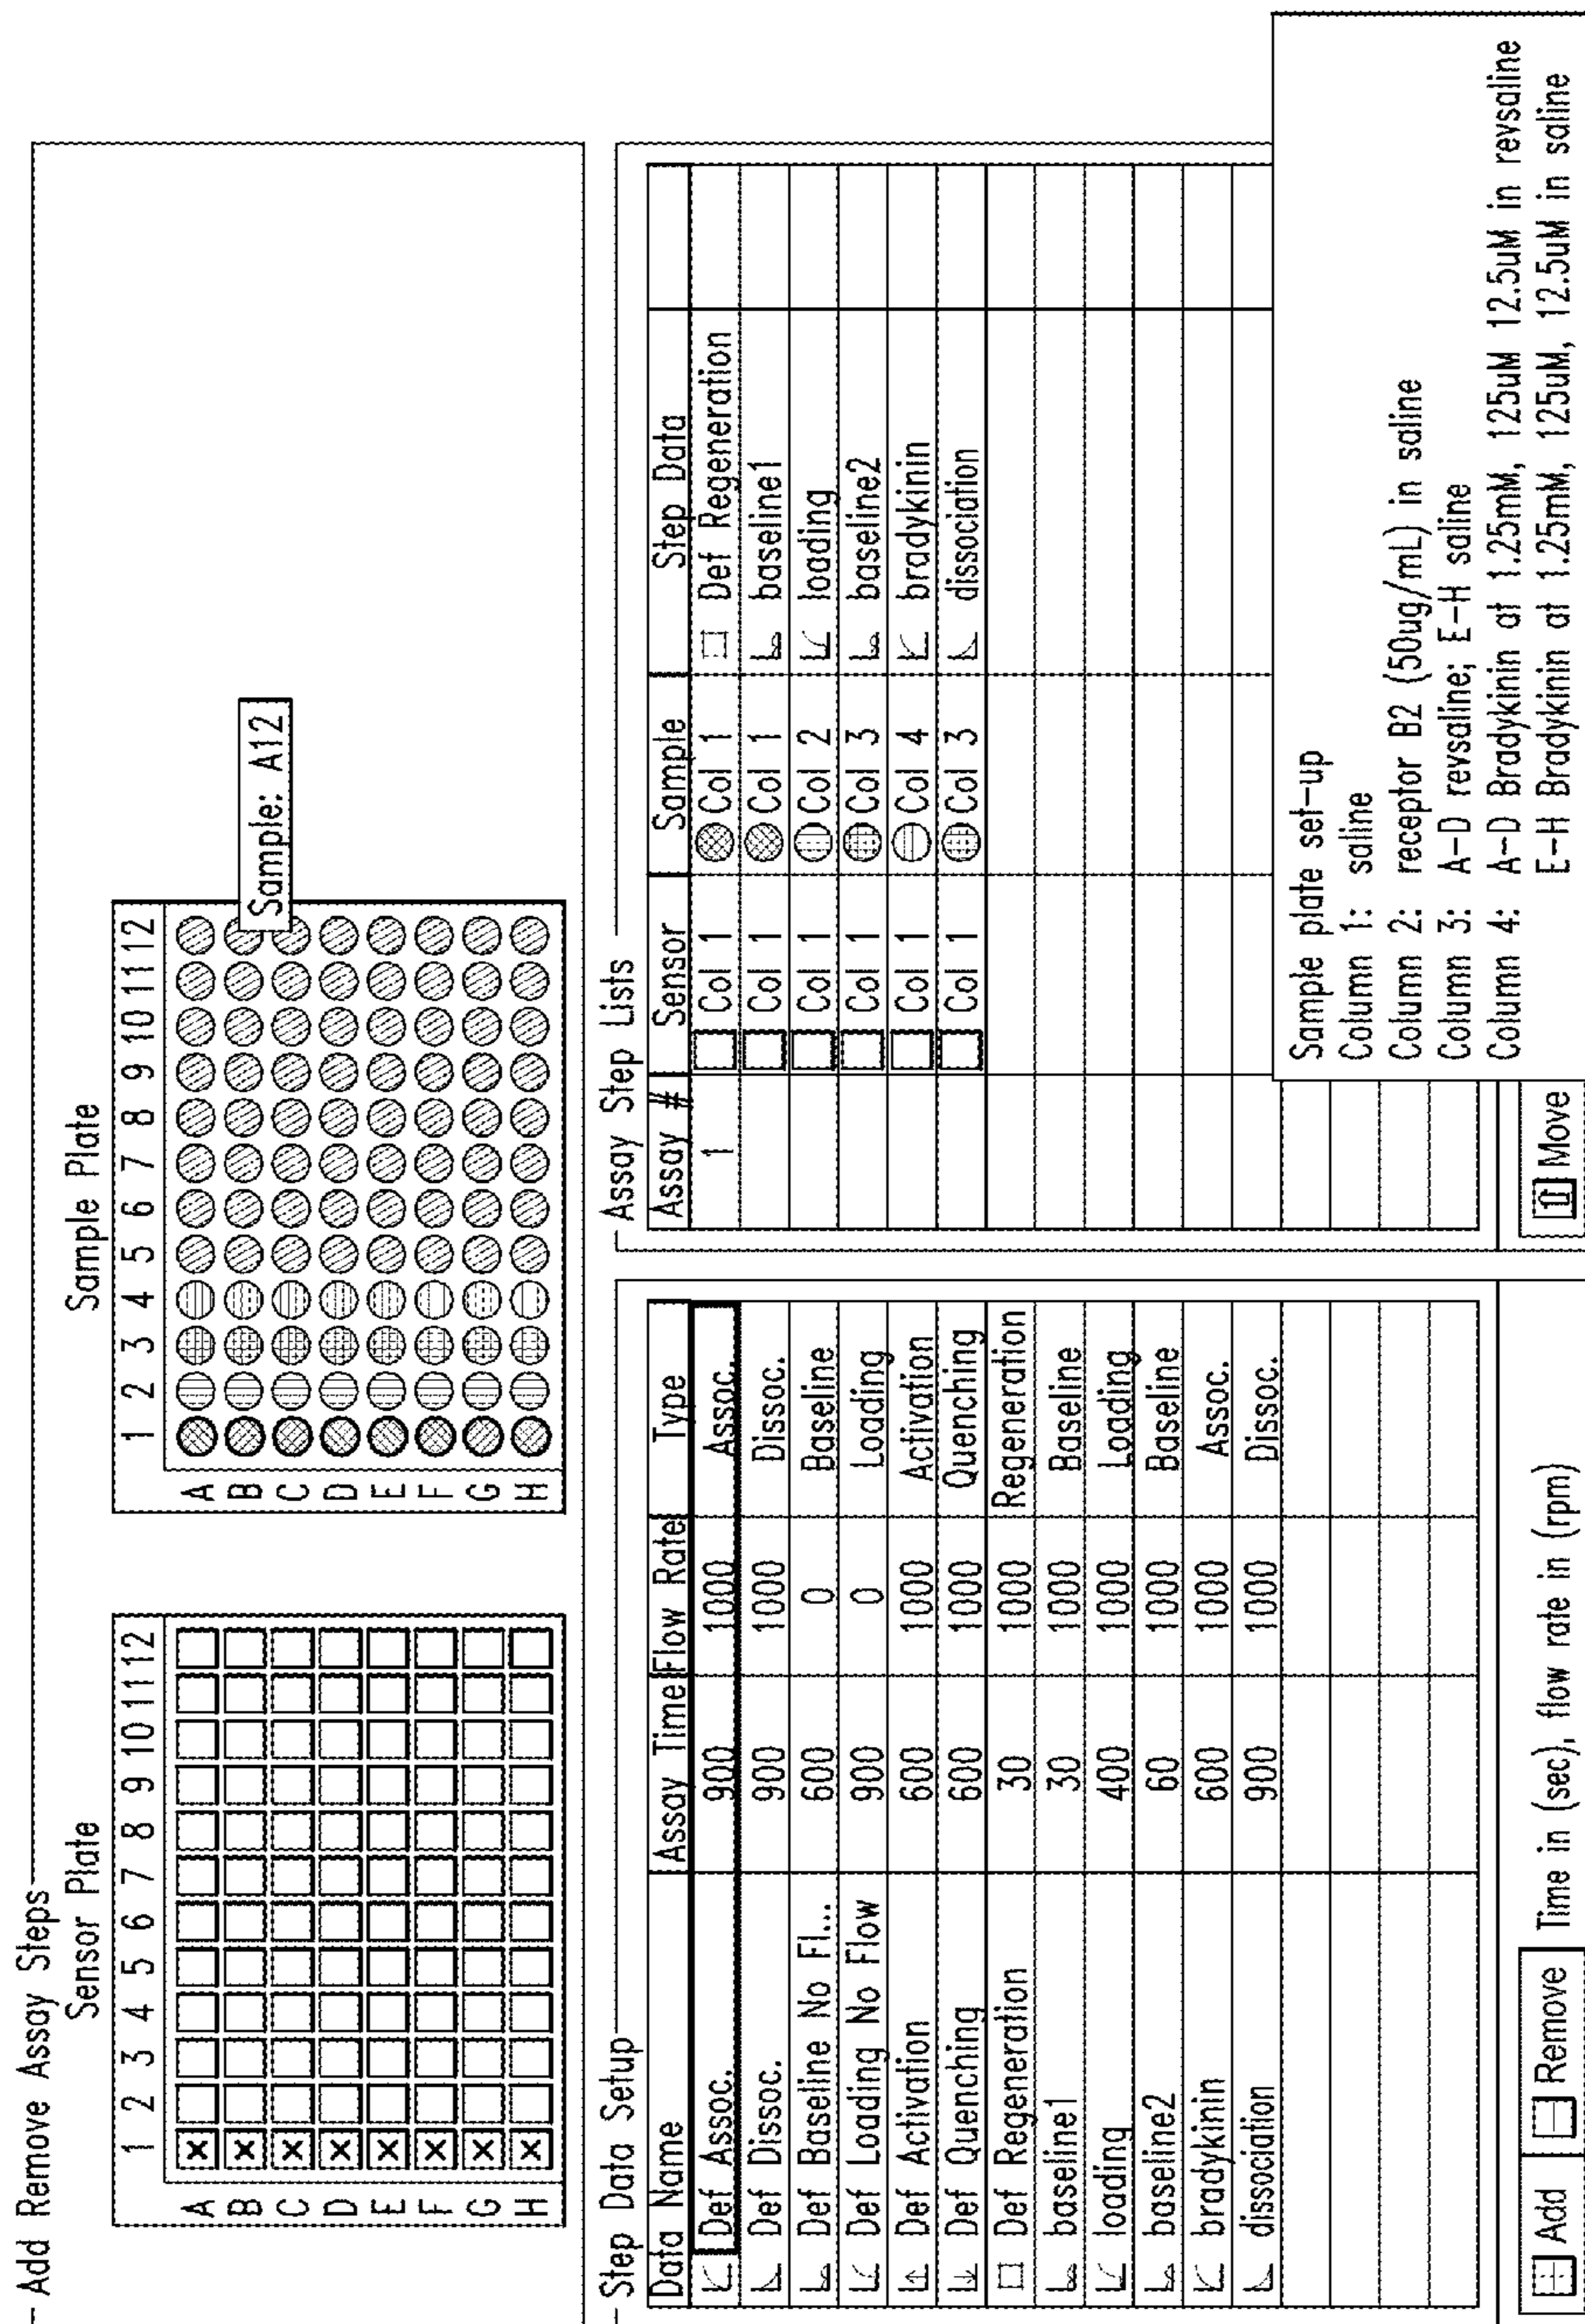 Add Remove Assay Steps
Sensor Plate
1 2 3 4 5 6 7 8 9 10 11 12
A
B
C
D
E
F
G
H
Sample Plate
1 2 3 4 5 6 7 8 9 10 11 12
A
B
C
D
E
F
G
H
Sample: A12
Step Data Setup
Data Name Assay Time Flow Rate Type
Def Assoc. 900 1000 Assoc.
Def Dissoc. 900 1000 Dissoc.
Def Baseline No Fl... 600 0 Baseline
Def Loading No Flow 900 0 Loading
Def Activation 600 1000 Activation
Def Quenching 600 1000 Quenching
Def Regeneration 30 1000 Regeneration
baseline1 30 1000 Baseline
loading 400 1000 Loading
baseline2 60 1000 Baseline
bradykinin 600 1000 Assoc.
dissociation 900 1000 Dissoc.
Add Remove Time in (sec), flow rate in (rpm)
Assay Step Lists
Assay # Sensor Sample Step Data
1 Col 1 Col 1 Def Regeneration
Col 1 Col 1 baseline1
Col 1 Col 2 loading
Col 1 Col 3 baseline2
Col 1 Col 4 bradykinin
Col 1 Col 3 dissociation
Move
Sample plate set-up
Column 1: saline
Column 2: receptor B2 (50ug/mL) in saline
Column 3: A-D revsaline; E-H saline
Column 4: A-D Bradykinin at 1.25mM, 125uM 12.5uM in revsaline
E-H Bradykinin at 1.25mM, 125uM, 12.5uM in saline